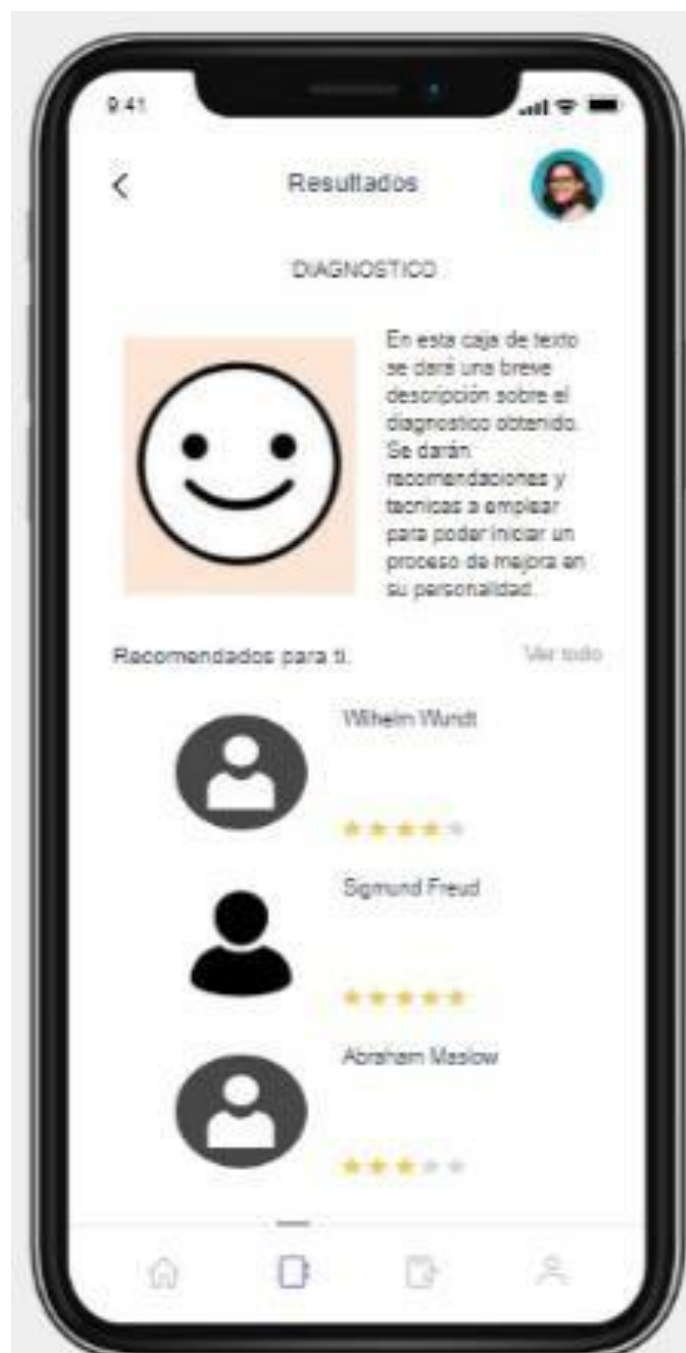 9:41
Resultados
DIAGNOSTICO
En esta caja de texto
se dará una breve
descripción sobre el
diagnostico obtenido.
Se darán
recomendaciones y
tecnicas a emplear
para poder iniciar un
proceso de mejora en
su personalidad.
Recomendados para ti.
Ver todo
Wilhelm Wundt
Sigmund Freud
Abraham Maslow